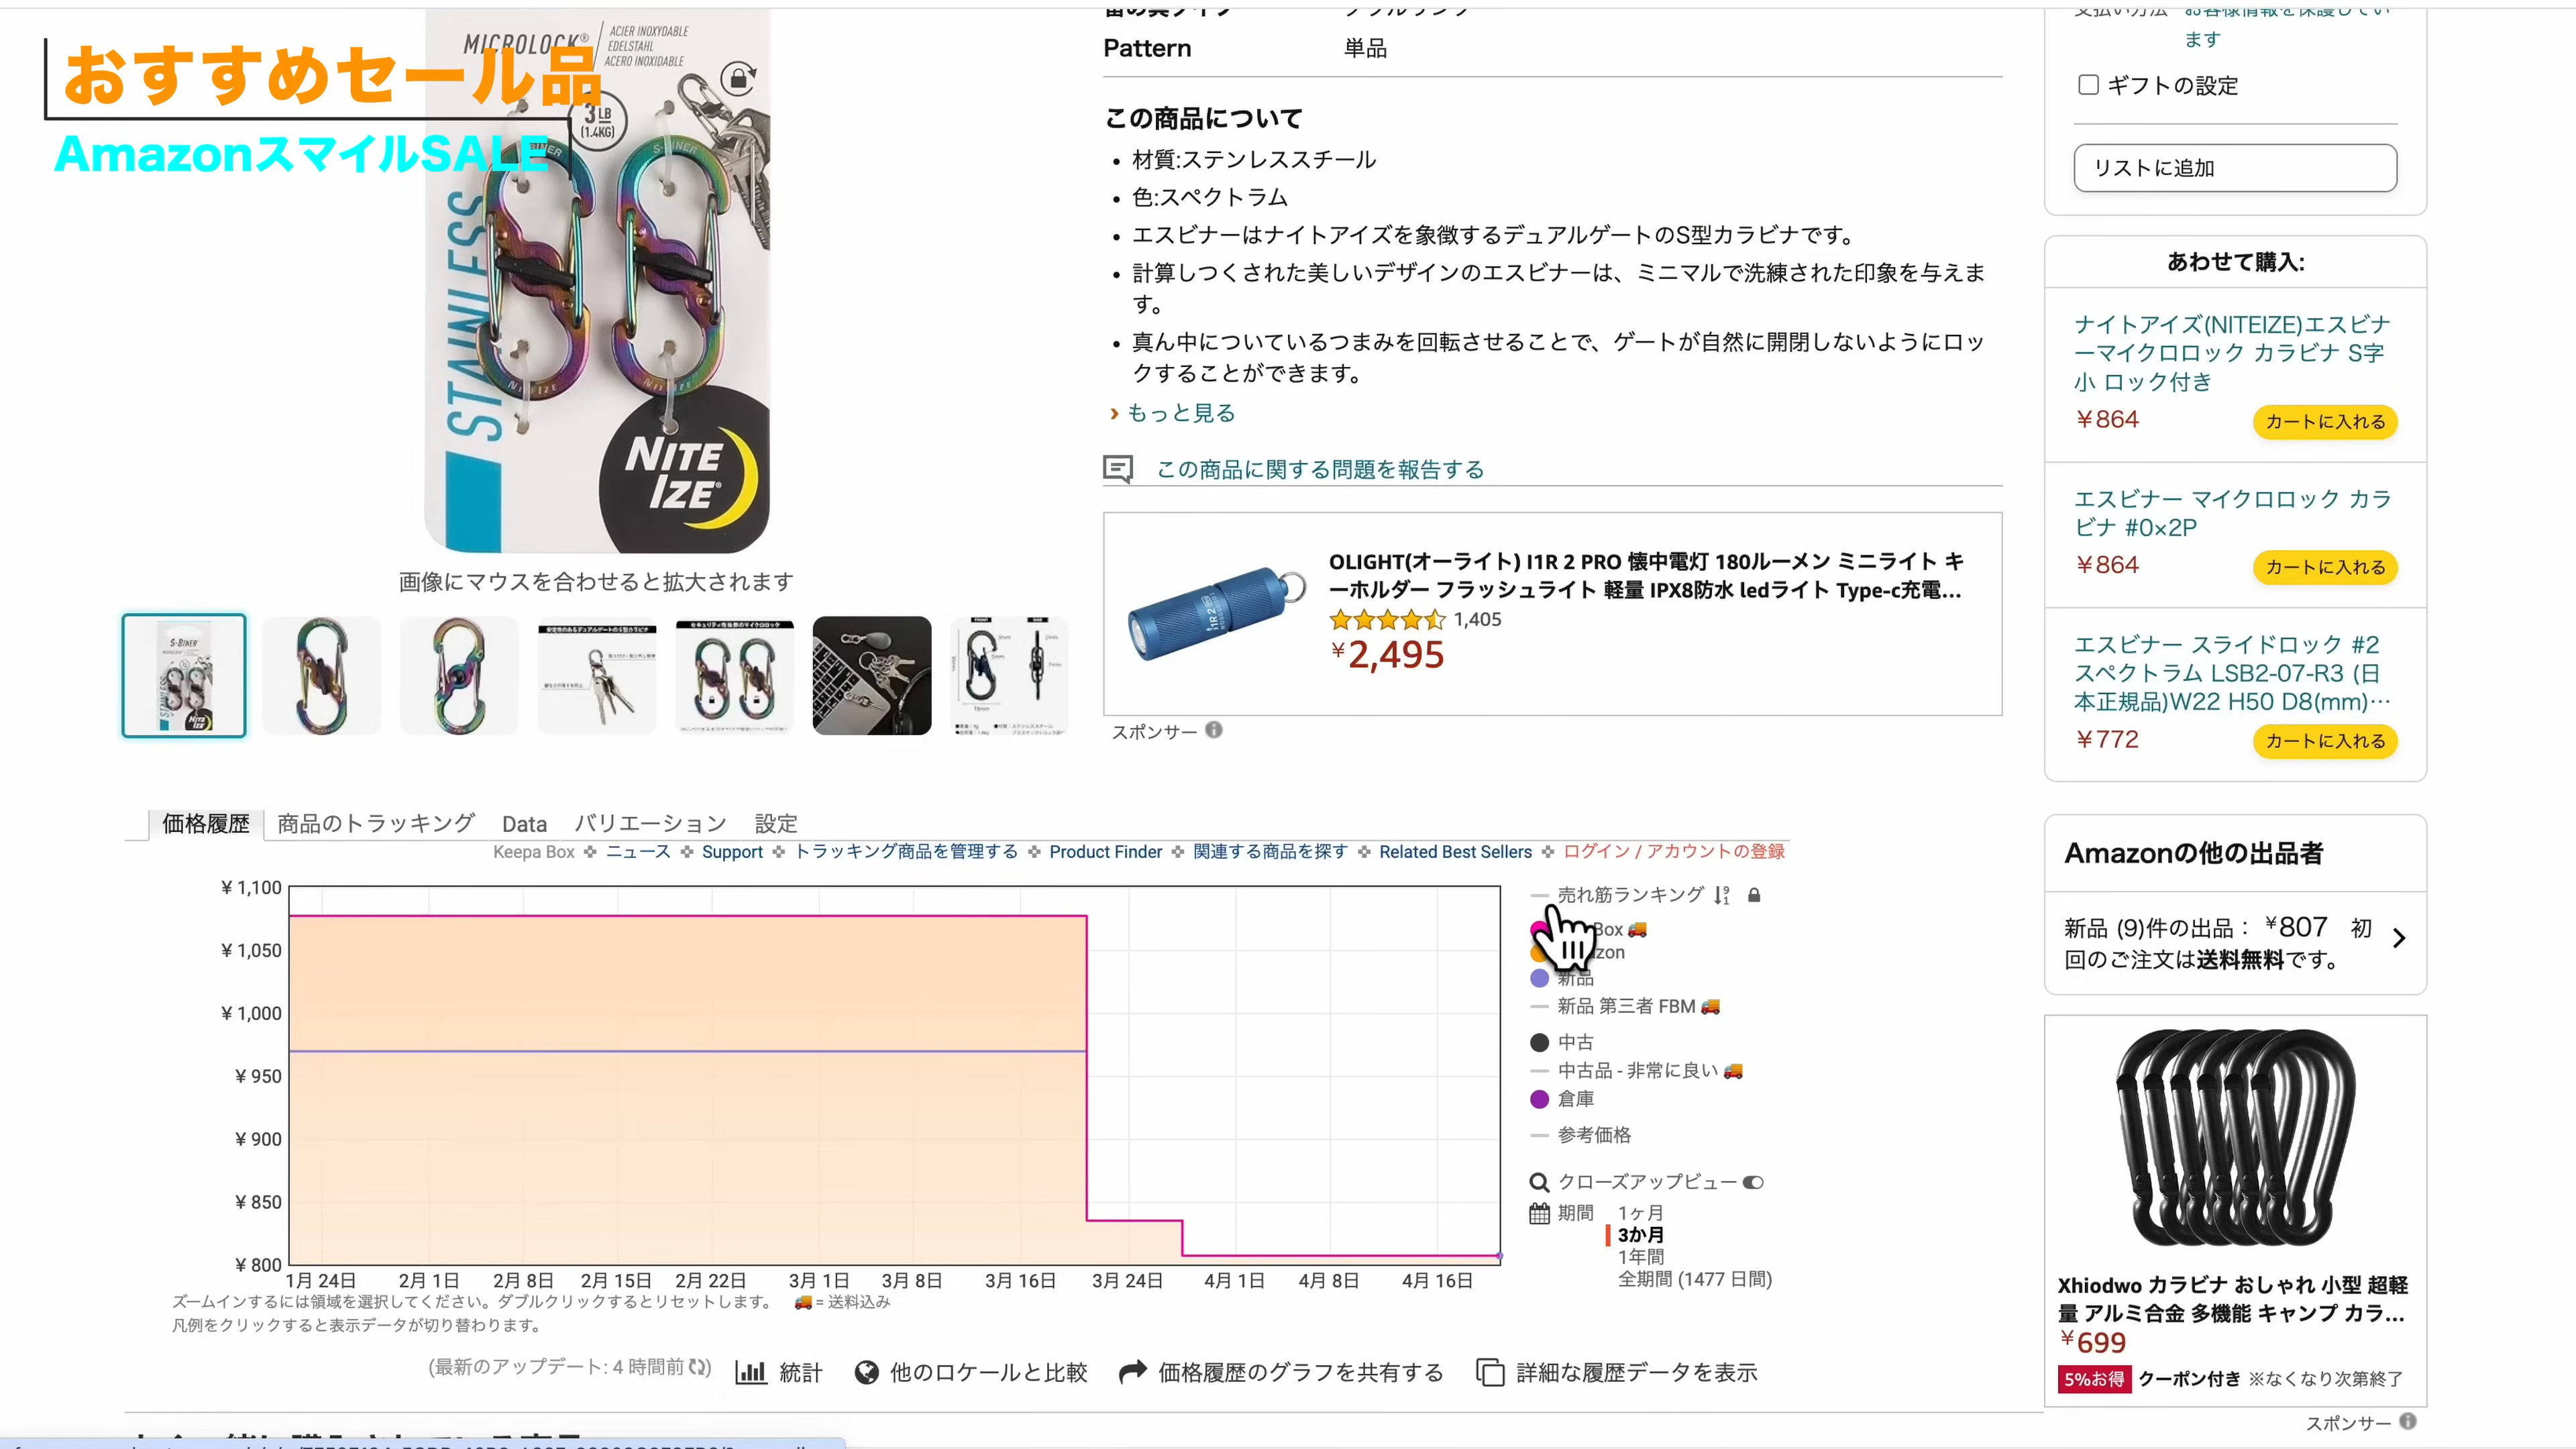 おすすめセール品
AmazonスマイルSALE
MICROLOCK®
ACIER INOXYDABLE
EDELSTAHL
ACERO INOXIDABLE
3 LB
(1.4KG)
S-BINER
STAINLESS
NITE IZE
NITE IZE
NITE
IZE®
画像にマウスを合わせると拡大されます
S-BINER
STAINLESS
NITE IZE
Pattern 単品
この商品について
材質:ステンレススチール
色:スペクトラム
エスビナーはナイトアイズを象徴するデュアルゲートのS型カラビナです。
計算しつくされた美しいデザインのエスビナーは、ミニマルで洗練された印象を与えま
す。
真ん中についているつまみを回転させることで、ゲートが自然に開閉しないようにロッ
クすることができます。
› もっと見る
この商品に関する問題を報告する
OLIGHT(オーライト) I1R 2 PRO 懐中電灯 180ルーメン ミニライト キ
ーホルダー フラッシュライト 軽量 IPX8防水 ledライト Type-c充電...
1,405
¥2,495
スポンサー
支払い方法 お客様情報を保護してい
ます
ギフトの設定
リストに追加
あわせて購入:
ナイトアイズ(NITEIZE)エスビナ
ーマイクロロック カラビナ S字
小 ロック付き
¥864 カートに入れる
エスビナー マイクロロック カラ
ビナ #0×2P
¥864 カートに入れる
エスビナー スライドロック #2
スペクトラム LSB2-07-R3 (日
本正規品)W22 H50 D8(mm)…
¥772 カートに入れる
Amazonの他の出品者
新品 (9)件の出品： ¥807 初
回のご注文は送料無料です。
Xhiodwo カラビナ おしゃれ 小型 超軽
量 アルミ合金 多機能 キャンプ カラ...
¥699
5%お得 クーポン付き ※なくなり次第終了
スポンサー
価格履歴 商品のトラッキング Data バリエーション 設定
Keepa Box ニュース Support トラッキング商品を管理する Product Finder 関連する商品を探す Related Best Sellers ログイン / アカウントの登録
¥ 1,100
¥ 1,050
¥ 1,000
¥ 950
¥ 900
¥ 850
¥ 800
1月 24日 2月 1日 2月 8日 2月 15日 2月 22日 3月 1日 3月 8日 3月 16日 3月 24日 4月 1日 4月 8日 4月 16日
売れ筋ランキング
Box
zon
新品
新品 第三者 FBM
中古
中古品 - 非常に良い
倉庫
参考価格
クローズアップビュー
期間 1ヶ月
3か月
1年間
全期間 (1477 日間)
ズームインするには領域を選択してください。ダブルクリックするとリセットします。 = 送料込み
凡例をクリックすると表示データが切り替わります。
(最新のアップデート: 4 時間前) 統計 他のロケールと比較 価格履歴のグラフを共有する 詳細な履歴データを表示